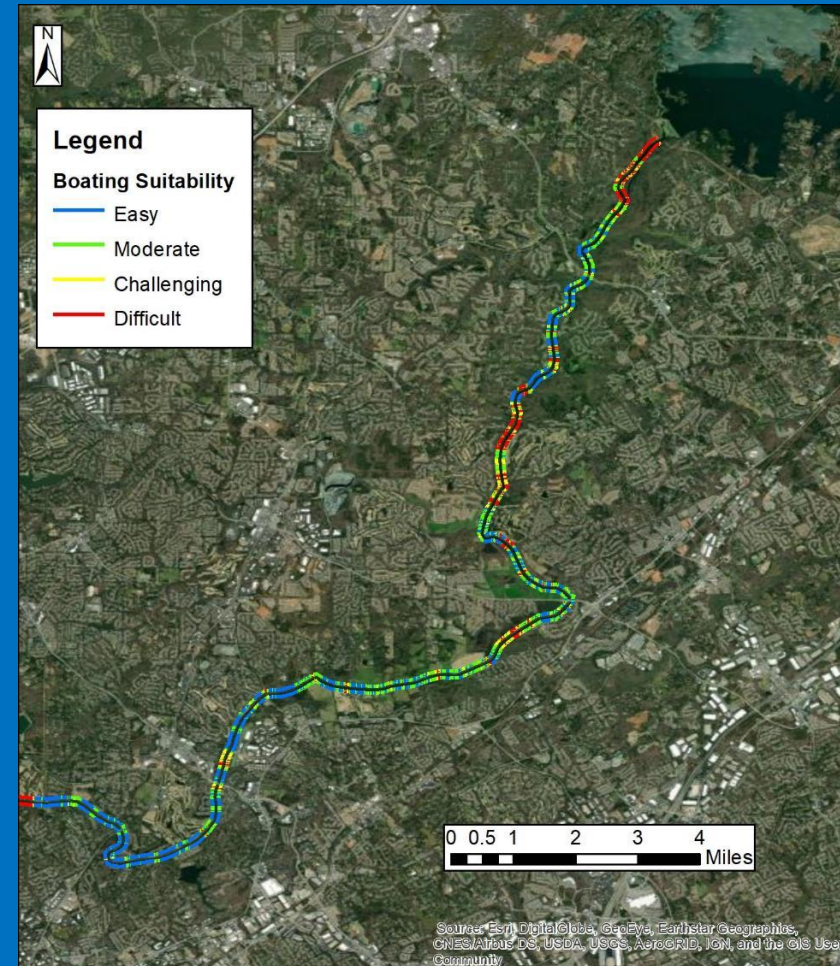 N
Legend
Boating Suitability
Easy
Moderate
Challenging
Difficult
0 0.5 1 2 3 4
Miles
Source: Esri, DigitalGlobe, GeoEye, Earthstar Geographics,
CNES/Airbus DS, USDA, USGS, AeroGRID, IGN, and the GIS User
Community